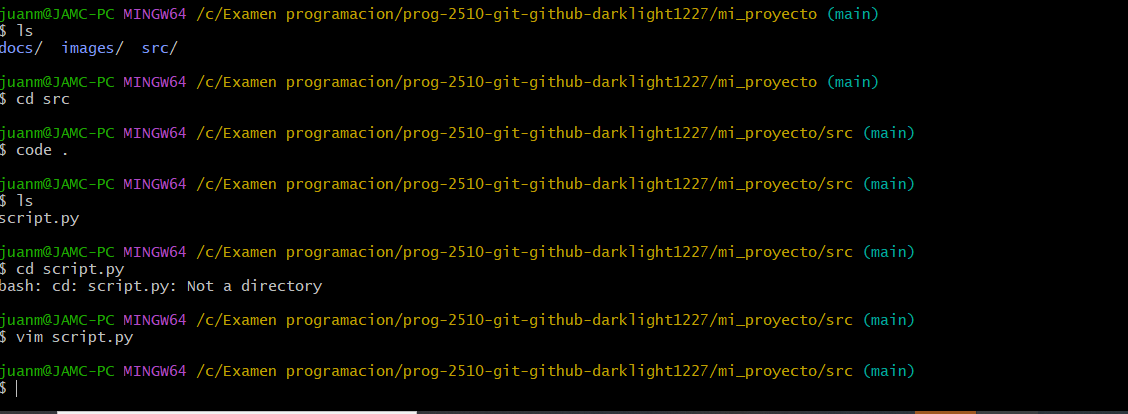 juanm@JAMC-PC MINGW64 /c/Examen programacion/prog-2510-git-github-darklight1227/mi_proyecto (main)
$ ls
docs/  images/  src/
juanm@JAMC-PC MINGW64 /c/Examen programacion/prog-2510-git-github-darklight1227/mi_proyecto (main)
$ cd src
juanm@JAMC-PC MINGW64 /c/Examen programacion/prog-2510-git-github-darklight1227/mi_proyecto/src (main)
$ code .
juanm@JAMC-PC MINGW64 /c/Examen programacion/prog-2510-git-github-darklight1227/mi_proyecto/src (main)
$ ls
script.py
juanm@JAMC-PC MINGW64 /c/Examen programacion/prog-2510-git-github-darklight1227/mi_proyecto/src (main)
$ cd script.py
bash: cd: script.py: Not a directory
juanm@JAMC-PC MINGW64 /c/Examen programacion/prog-2510-git-github-darklight1227/mi_proyecto/src (main)
$ vim script.py
juanm@JAMC-PC MINGW64 /c/Examen programacion/prog-2510-git-github-darklight1227/mi_proyecto/src (main)
$